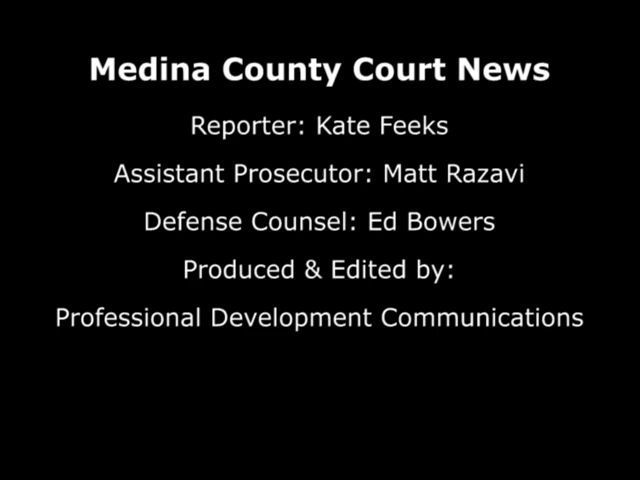 Medina County Court News
Reporter: Kate Feeks
Assistant Prosecutor: Matt Razavi
Defense Counsel: Ed Bowers
Produced & Edited by:
Professional Development Communications